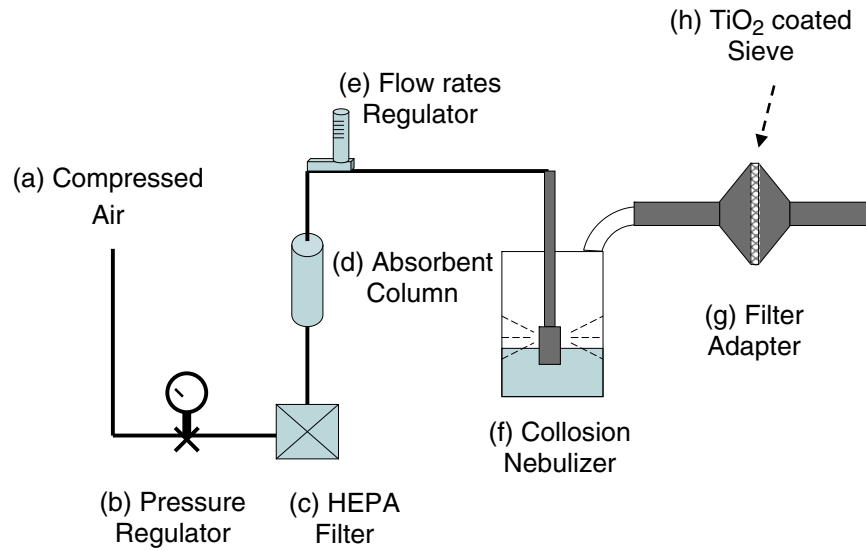 (h) TiO2 coated
Sieve
(e) Flow rates
Regulator
(a) Compressed
Air
(d) Absorbent
Column
(g) Filter
Adapter
(f) Collosion
Nebulizer
(b) Pressure
Regulator
(c) HEPA
Filter